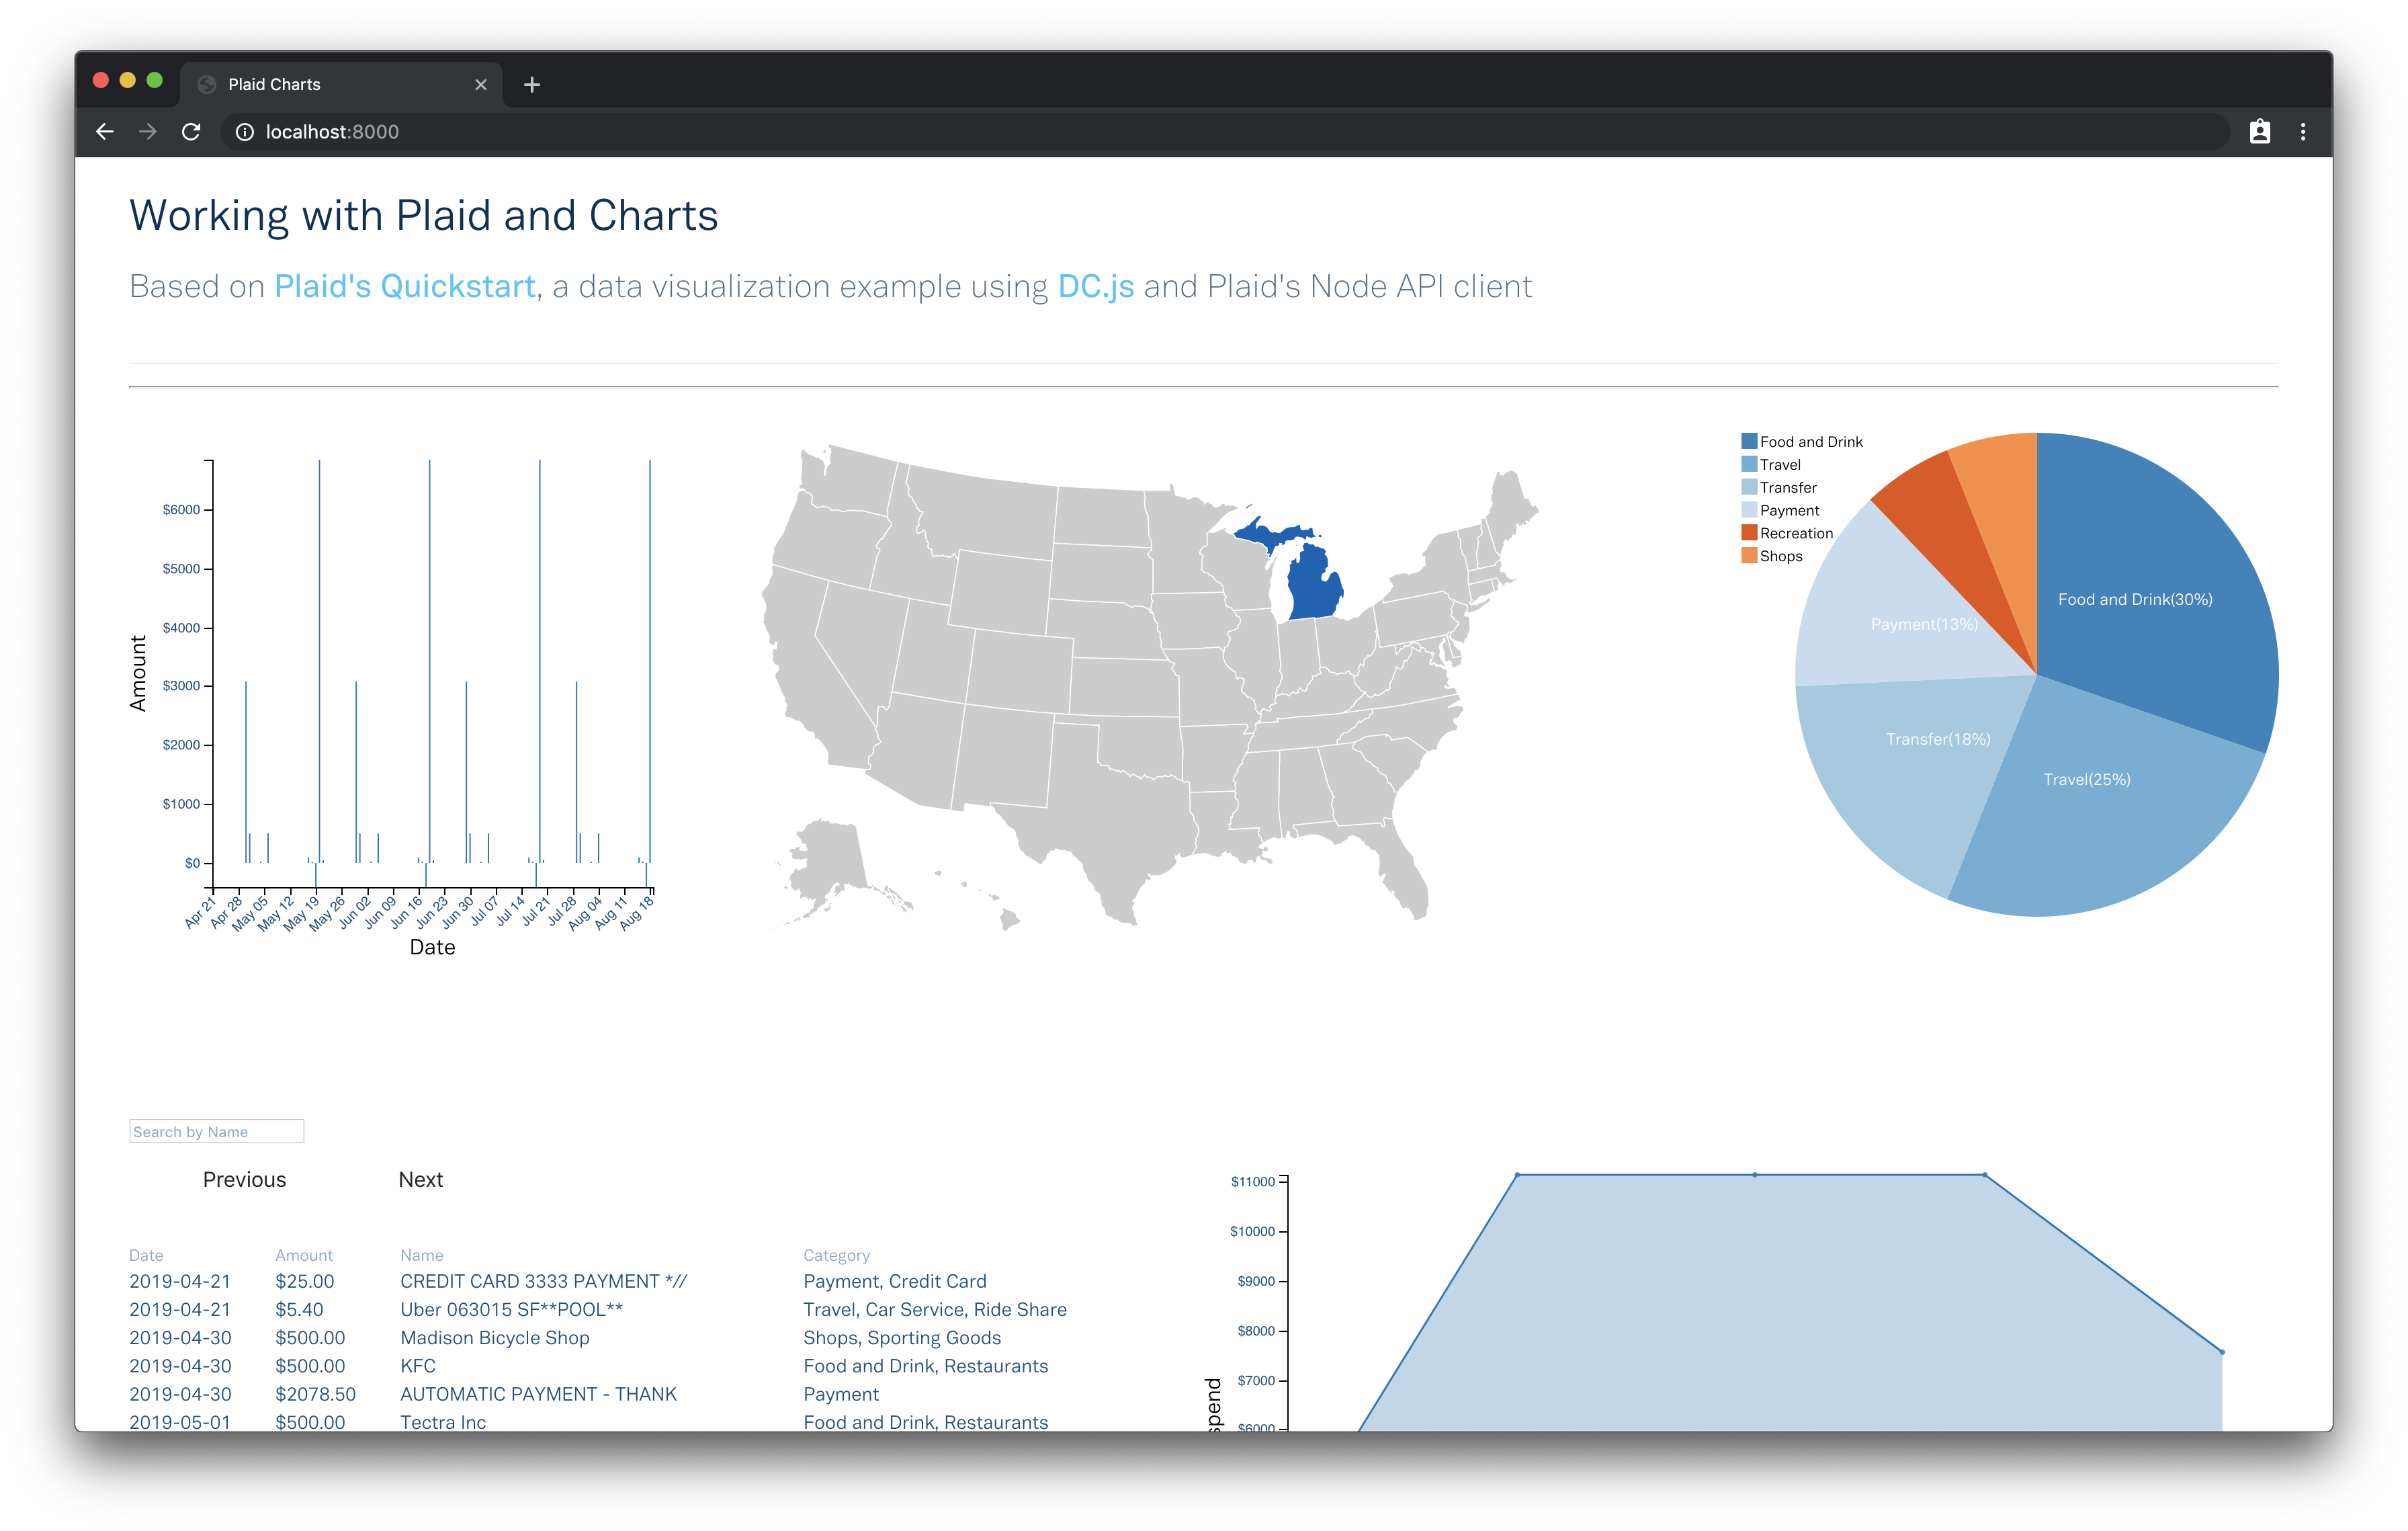 Plaid Charts
localhost:8000
Working with Plaid and Charts
Based on Plaid's Quickstart, a data visualization example using DC.js and Plaid's Node API client
Amount
$6000
$5000
$4000
$3000
$2000
$1000
$0
Apr 21
Apr 28
May 05
May 12
May 19
May 26
Jun 02
Jun 09
Jun 16
Jun 23
Jun 30
Jul 07
Jul 14
Jul 21
Jul 28
Aug 04
Aug 11
Aug 18
Date
Food and Drink
Travel
Transfer
Payment
Recreation
Shops
Food and Drink(30%)
Payment(13%)
Transfer(18%)
Travel(25%)
Search by Name
Previous Next
Date Amount Name Category
2019-04-21 $25.00 CREDIT CARD 3333 PAYMENT *// Payment, Credit Card
2019-04-21 $5.40 Uber 063015 SF**POOL** Travel, Car Service, Ride Share
2019-04-30 $500.00 Madison Bicycle Shop Shops, Sporting Goods
2019-04-30 $500.00 KFC Food and Drink, Restaurants
2019-04-30 $2078.50 AUTOMATIC PAYMENT - THANK Payment
2019-05-01 $500.00 Tectra Inc Food and Drink, Restaurants
$11000
$10000
$9000
$8000
$7000
$6000
spend